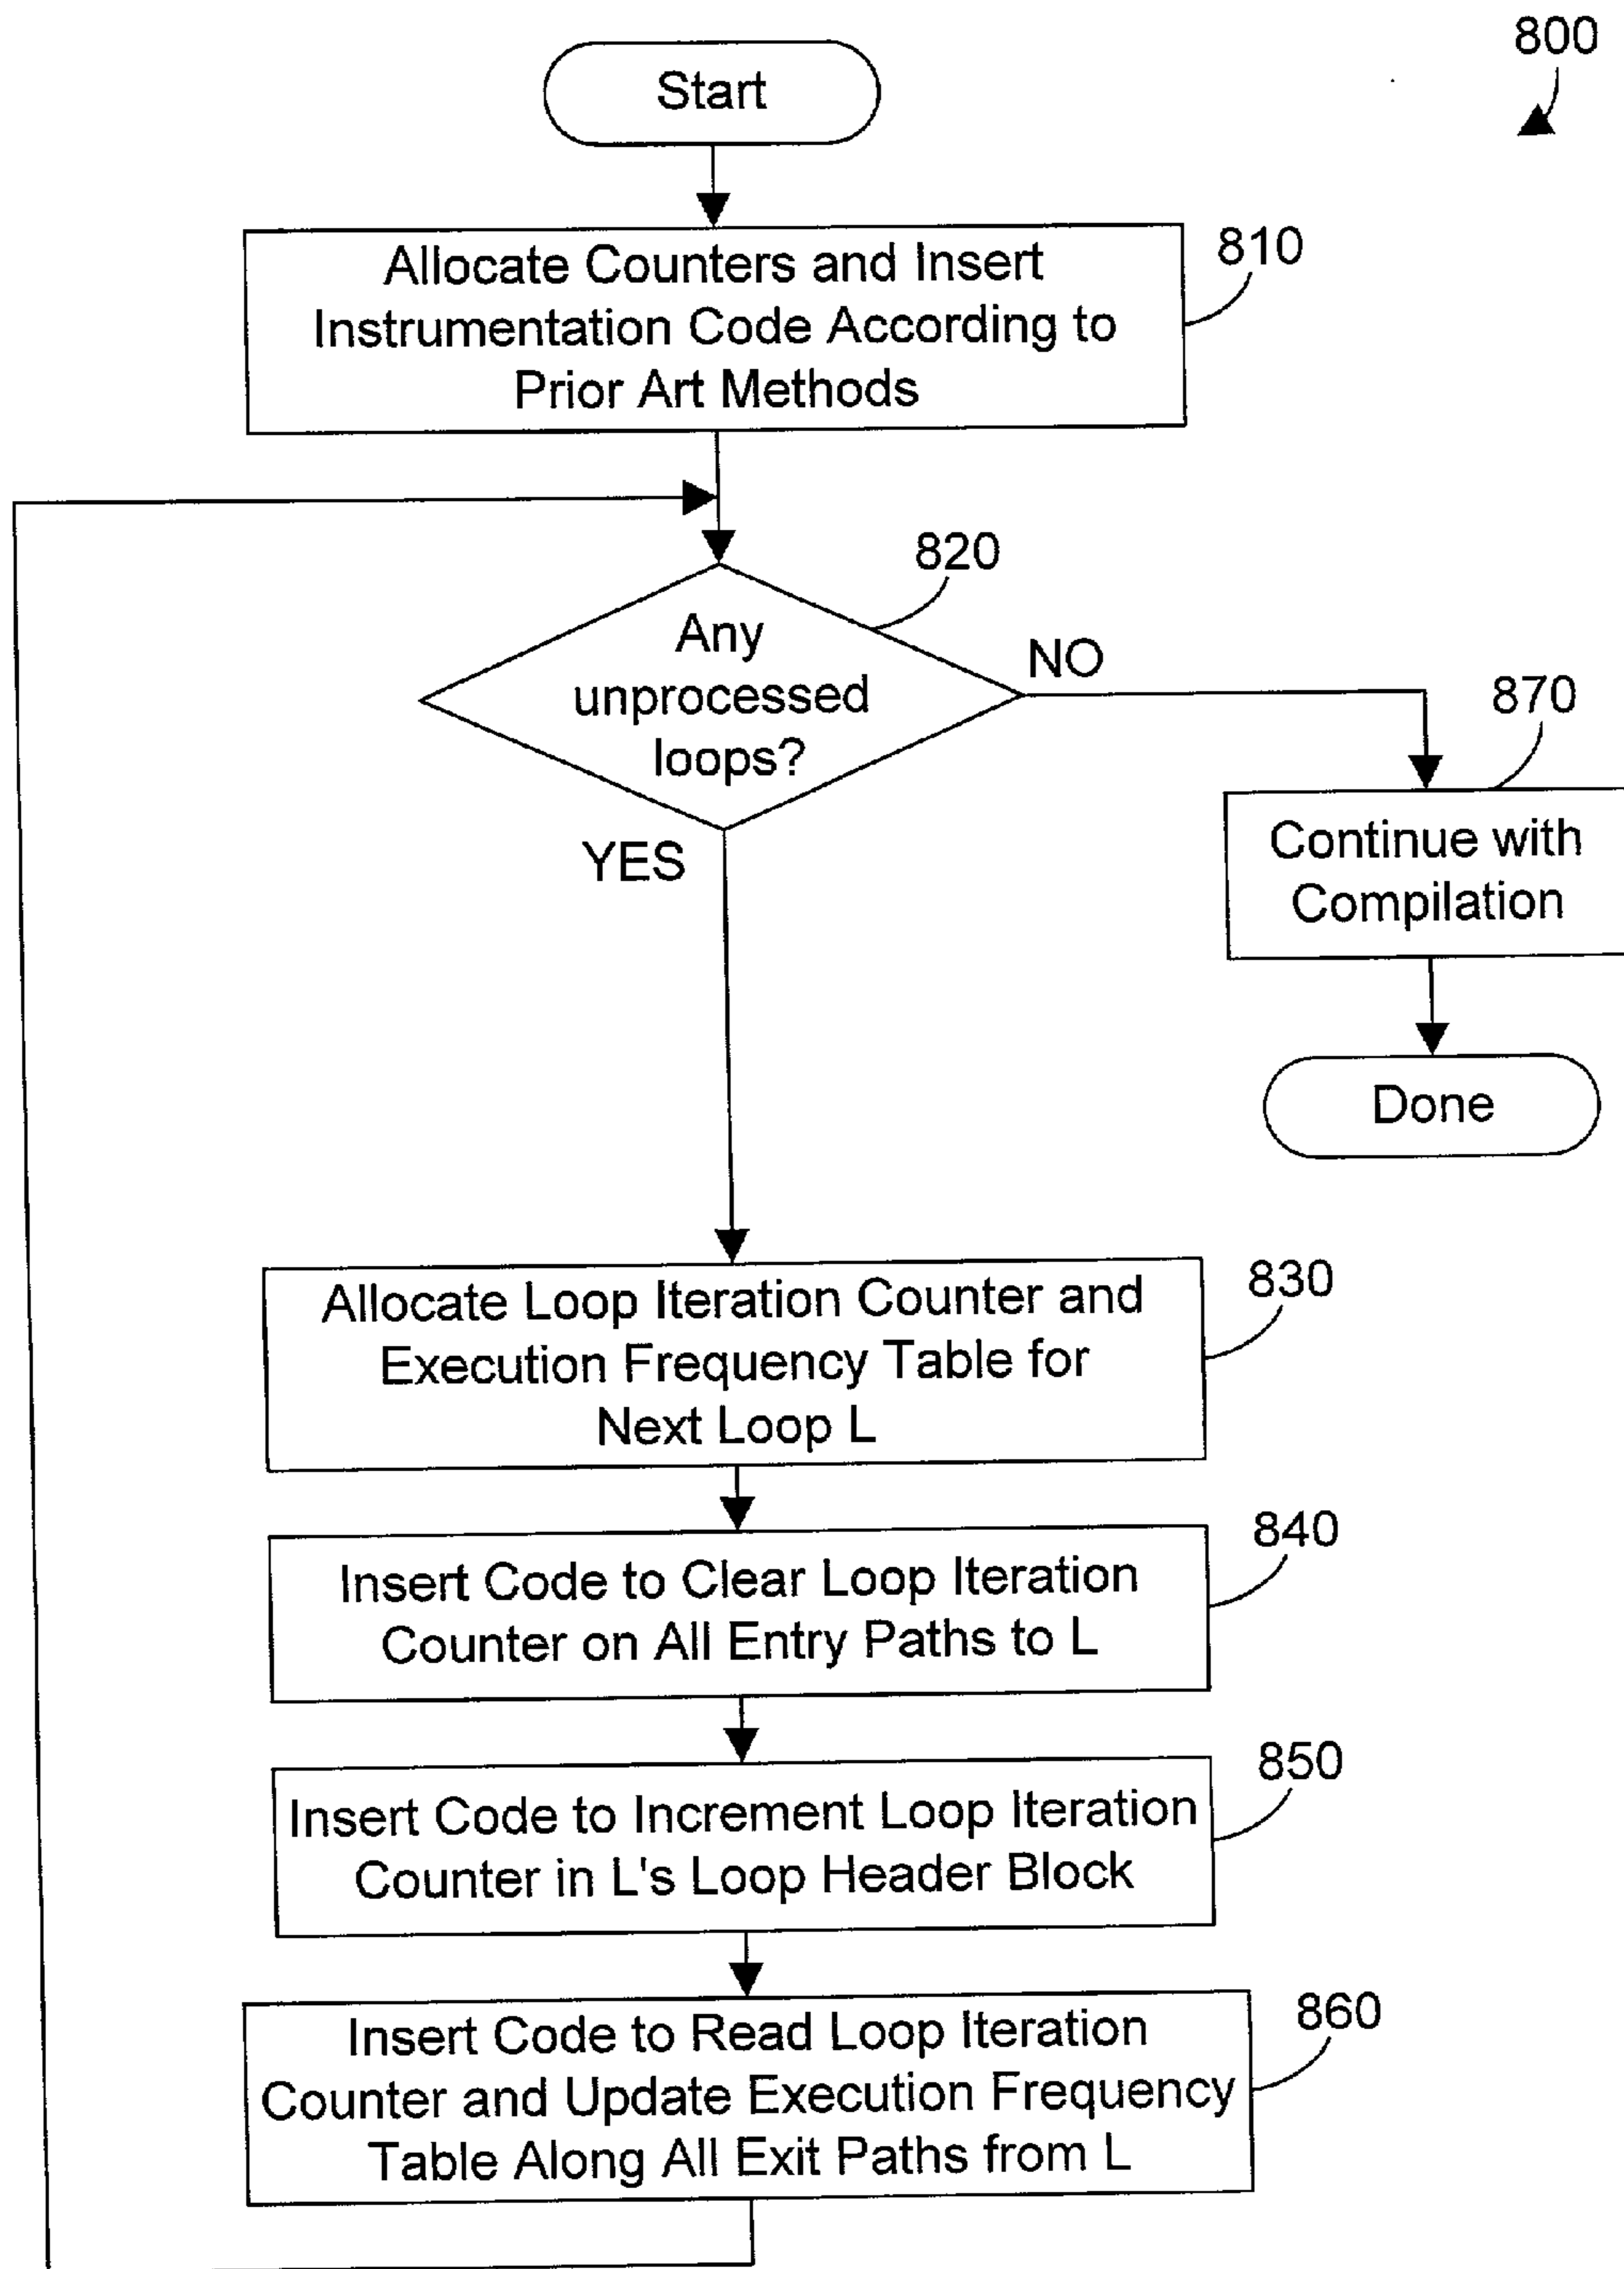 800
Start
810
Allocate Counters and Insert
Instrumentation Code According to
Prior Art Methods
820
Any
unprocessed
loops?
NO
YES
870
Continue with
Compilation
Done
830
Allocate Loop Iteration Counter and
Execution Frequency Table for
Next Loop L
840
Insert Code to Clear Loop Iteration
Counter on All Entry Paths to L
850
Insert Code to Increment Loop Iteration
Counter in L's Loop Header Block
860
Insert Code to Read Loop Iteration
Counter and Update Execution Frequency
Table Along All Exit Paths from L